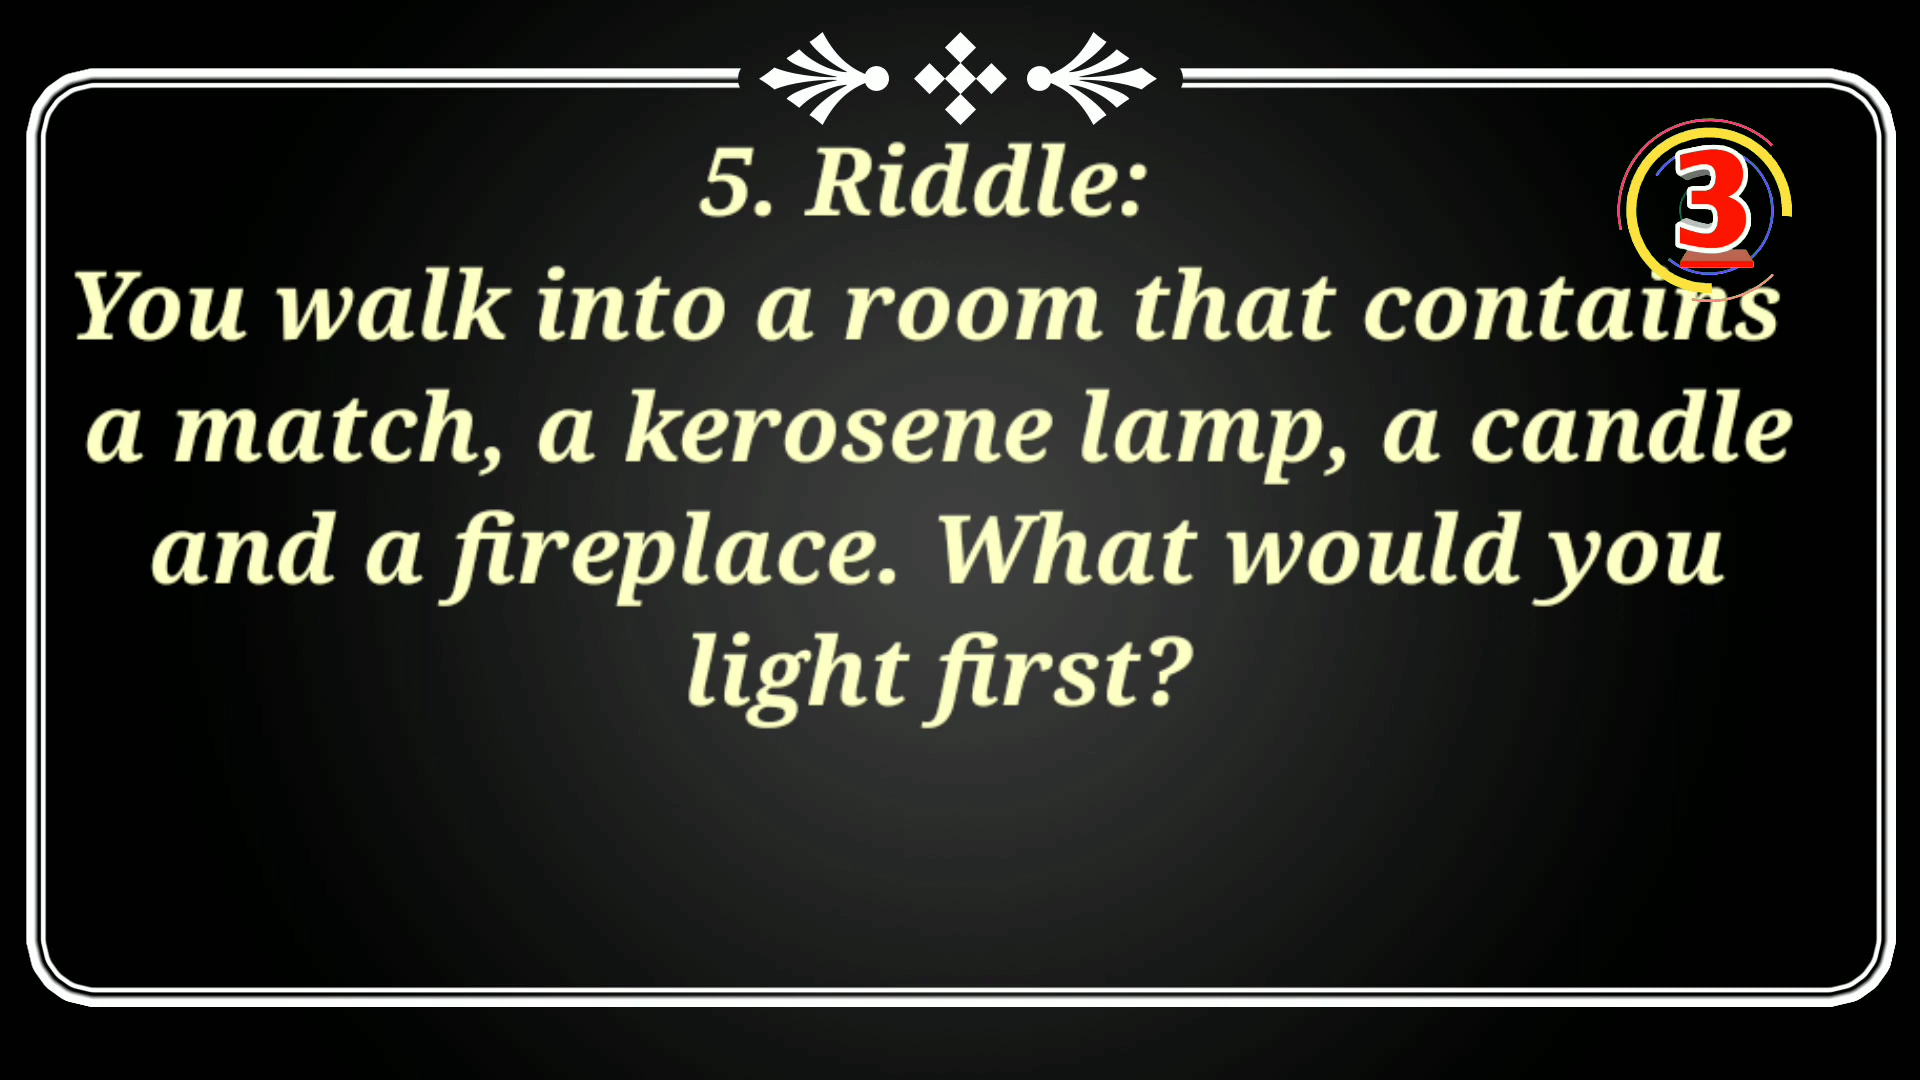 5. Riddle:
3
You walk into a room that contains
a match, a kerosene lamp, a candle
and a fireplace. What would you
light first?